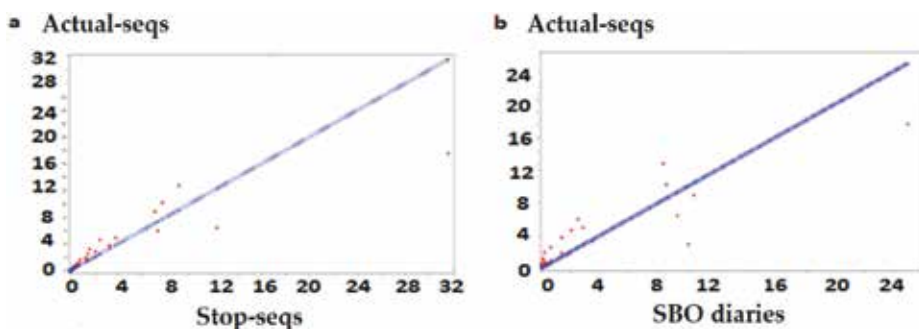 a Actual-seqs
32
28
24
20
16
12
8
4
0
0 4 8 12 16 20 24 28 32
Stop-seqs
b Actual-seqs
24
20
16
12
8
4
0
0 4 8 12 16 20 24
SBO diaries